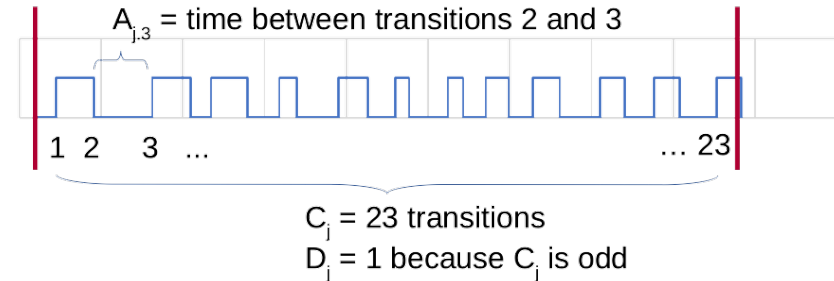 Aj.3 = time between transitions 2 and 3
1 2 3 ... ... 23
Cj = 23 transitions
Dj = 1 because Cj is odd